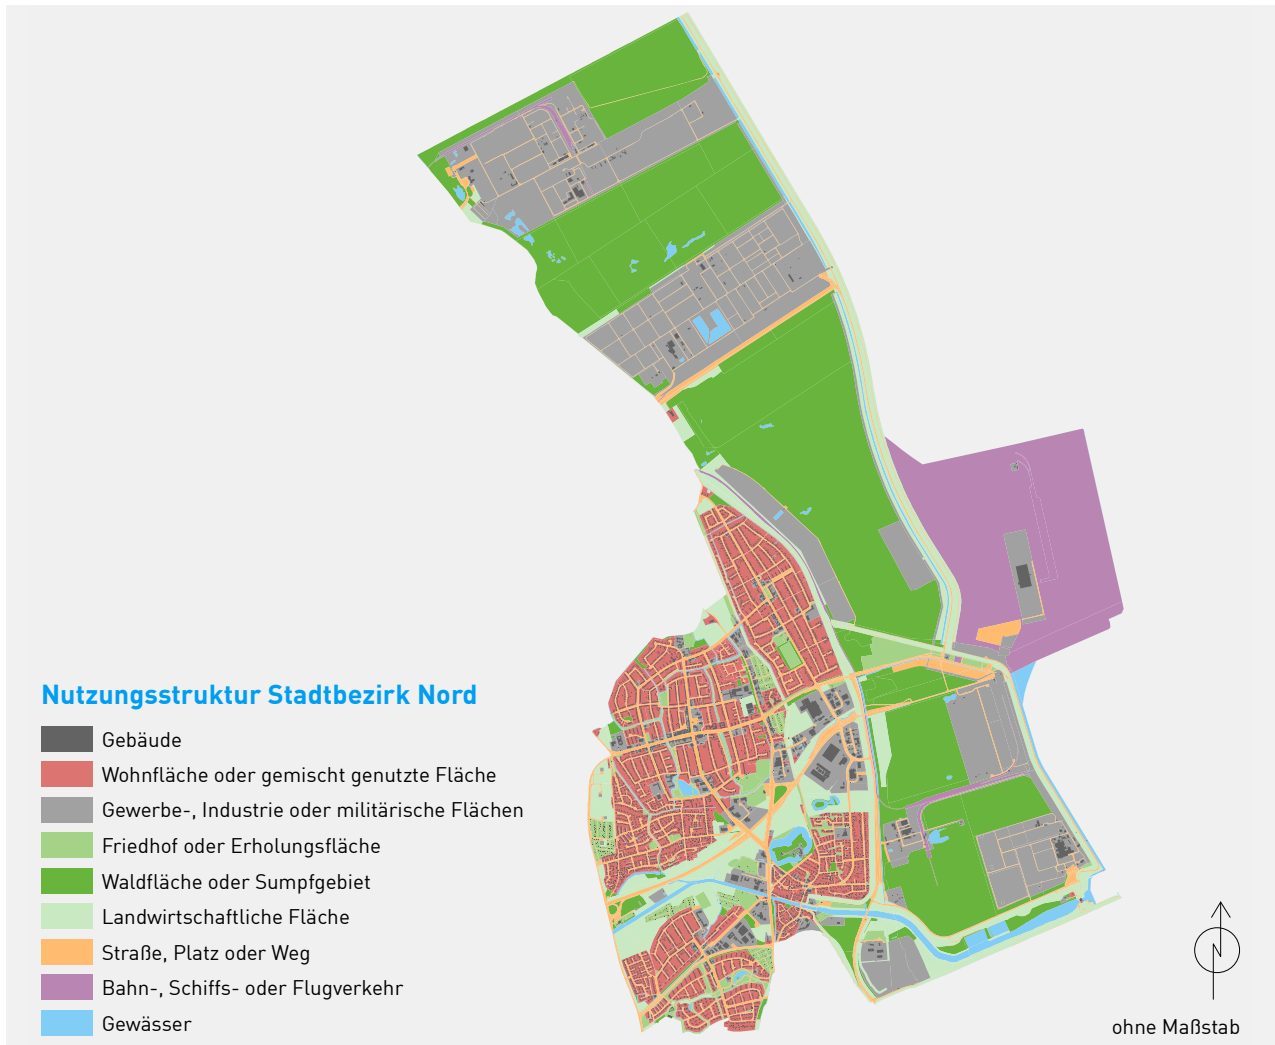 Nutzungsstruktur Stadtbezirk Nord
Gebäude
Wohnfläche oder gemischt genutzte Fläche
Gewerbe-, Industrie oder militärische Flächen
Friedhof oder Erholungsfläche
Waldfläche oder Sumpfgebiet
Landwirtschaftliche Fläche
Straße, Platz oder Weg
Bahn-, Schiffs- oder Flugverkehr
Gewässer
N
ohne Maßstab